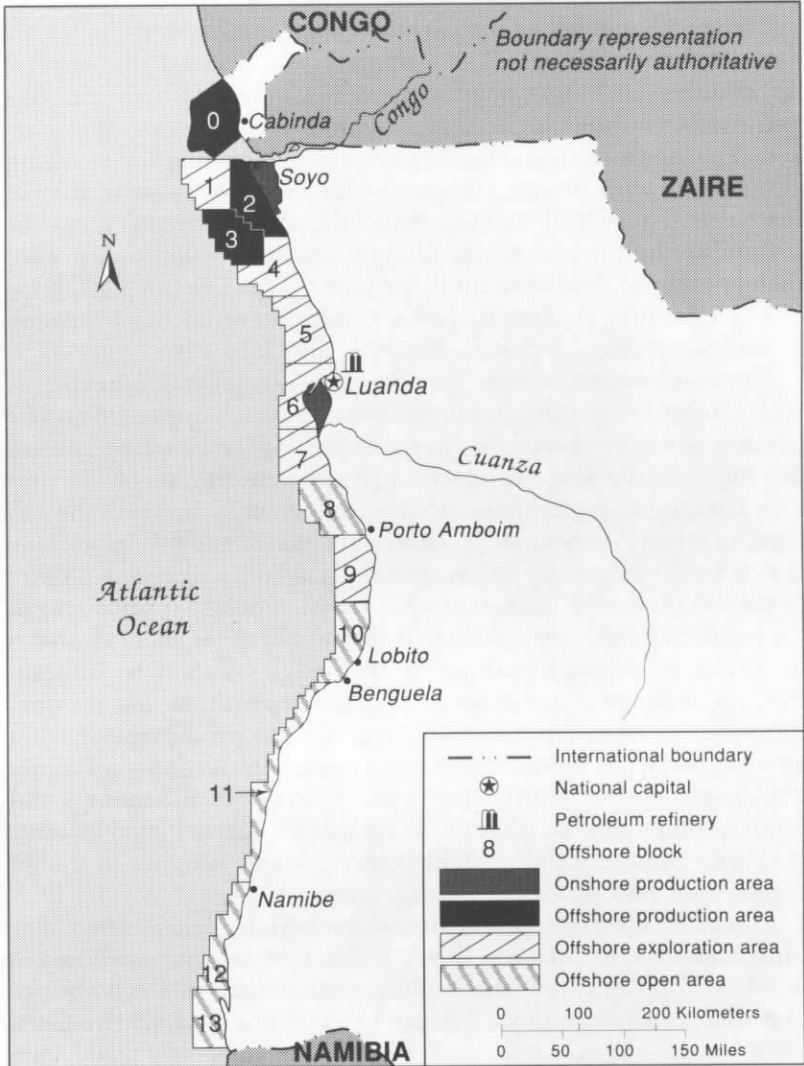 CONGO
Boundary representation
not necessarily authoritative
Congo
0
Cabinda
ZAIRE
1
Soyo
2
3
N
4
5
Luanda
6
Cuanza
7
8
Porto Amboim
9
Atlantic
Ocean
10
Lobito
Benguela
11
Namibe
12
13
NAMIBIA
International boundary
National capital
Petroleum refinery
8 Offshore block
Onshore production area
Offshore production area
Offshore exploration area
Offshore open area
0 100 200 Kilometers
0 50 100 150 Miles